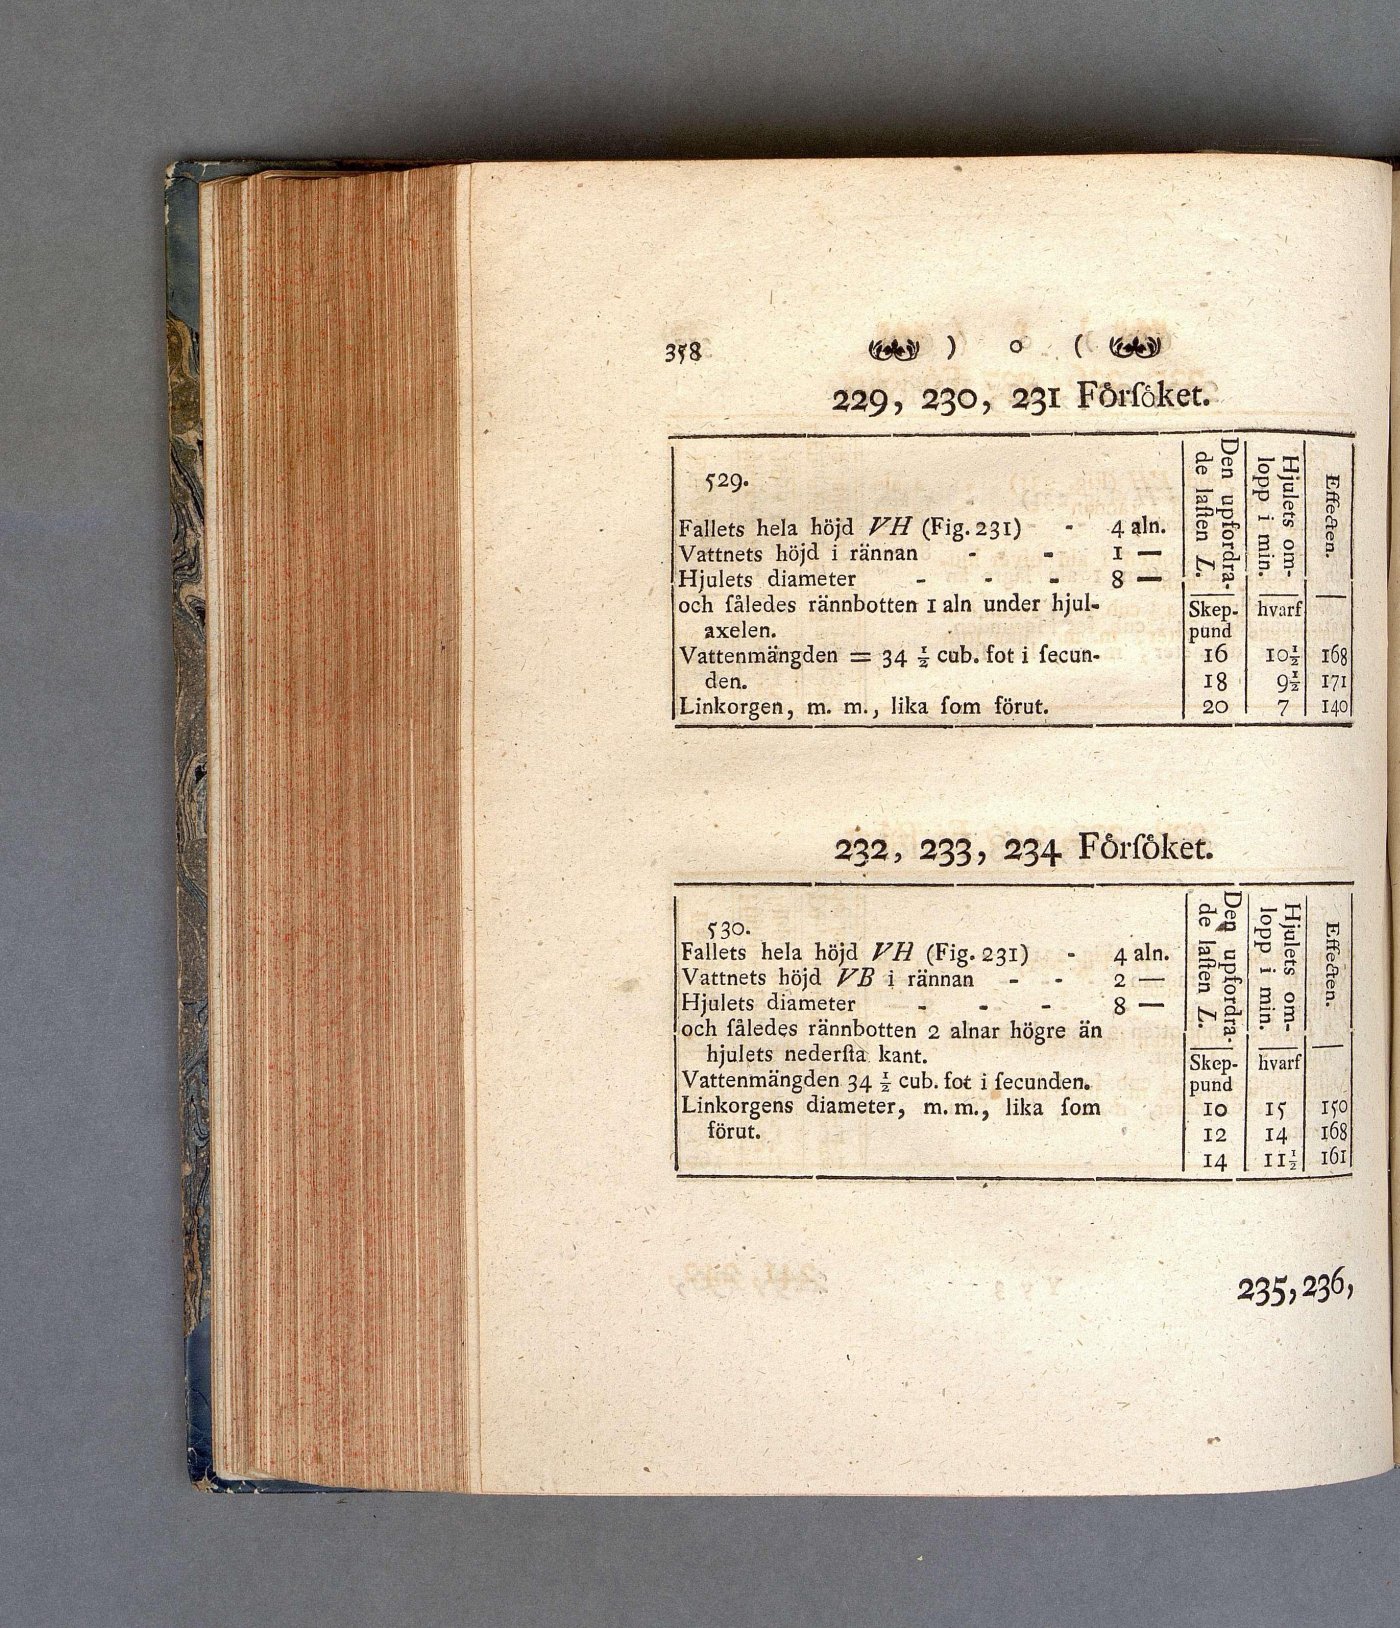 358 ) o (
229, 230, 231 Förſöket.
529.
Fallets hela höjd VH (Fig. 231) - 4 aln.
Vattnets höjd i rännan - - - 1 —
Hjulets diameter - - - 8 —
och ſåledes rännbotten 1 aln under hjul-
axelen.
Vattenmängden = 34 ½ cub. fot i ſecun-
den.
Linkorgen, m. m., lika ſom förut.
Den upfordra-
de laſten L.
Skep-
pund
16
18
20
Hjulets om-
lopp i min.
hvarf
10½
9½
7
Effecten.
—
168
171
140
232, 233, 234 Förſöket.
530.
Fallets hela höjd VH (Fig. 231) - 4 aln.
Vattnets höjd VB i rännan - - 2 —
Hjulets diameter - - - 8 —
och ſåledes rännbotten 2 alnar högre än
hjulets nederſta kant.
Vattenmängden 34 ½ cub. fot i ſecunden.
Linkorgens diameter, m. m., lika ſom
förut.
Den upfordra-
de laſten L.
Skep-
pund
10
12
14
Hjulets om-
lopp i min.
hvarf
15
14
11½
Effecten.
—
150
168
161
235, 236,